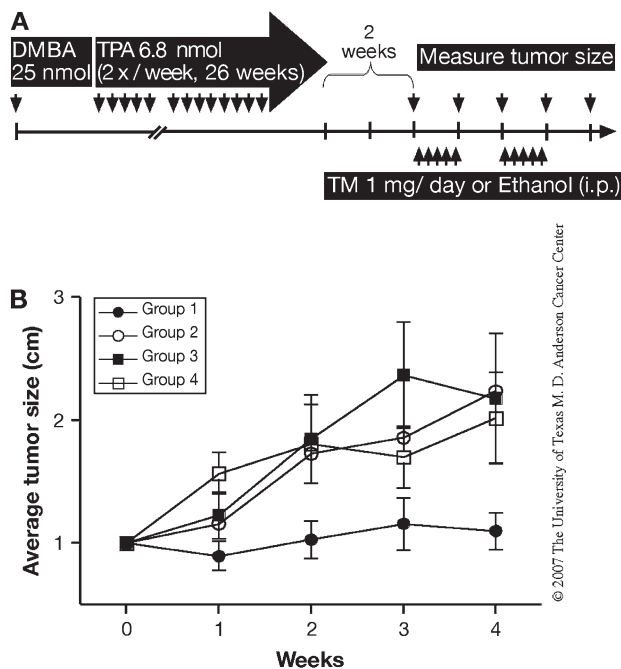 A
DMBA
25 nmol
TPA 6.8 nmol
(2 x / week, 26 weeks)
2
weeks
Measure tumor size
TM 1 mg/ day or Ethanol (i.p.)
B
Average tumor size (cm)
3
2
1
Group 1
Group 2
Group 3
Group 4
0 1 2 3 4
Weeks
© 2007 The University of Texas M. D. Anderson Cancer Center